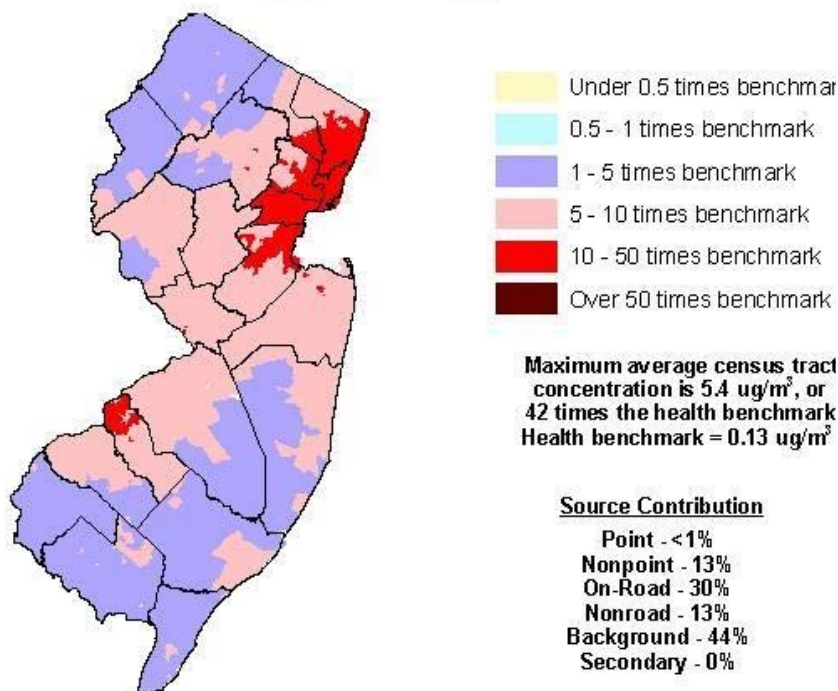 Under 0.5 times benchmar
0.5 - 1 times benchmark
1 - 5 times benchmark
5 - 10 times benchmark
10 - 50 times benchmark
Over 50 times benchmark
Maximum average census tract
concentration is 5.4 ug/m³, or
42 times the health benchmark
Health benchmark = 0.13 ug/m³
Source Contribution
Point - <1%
Nonpoint - 13%
On-Road - 30%
Nonroad - 13%
Background - 44%
Secondary - 0%